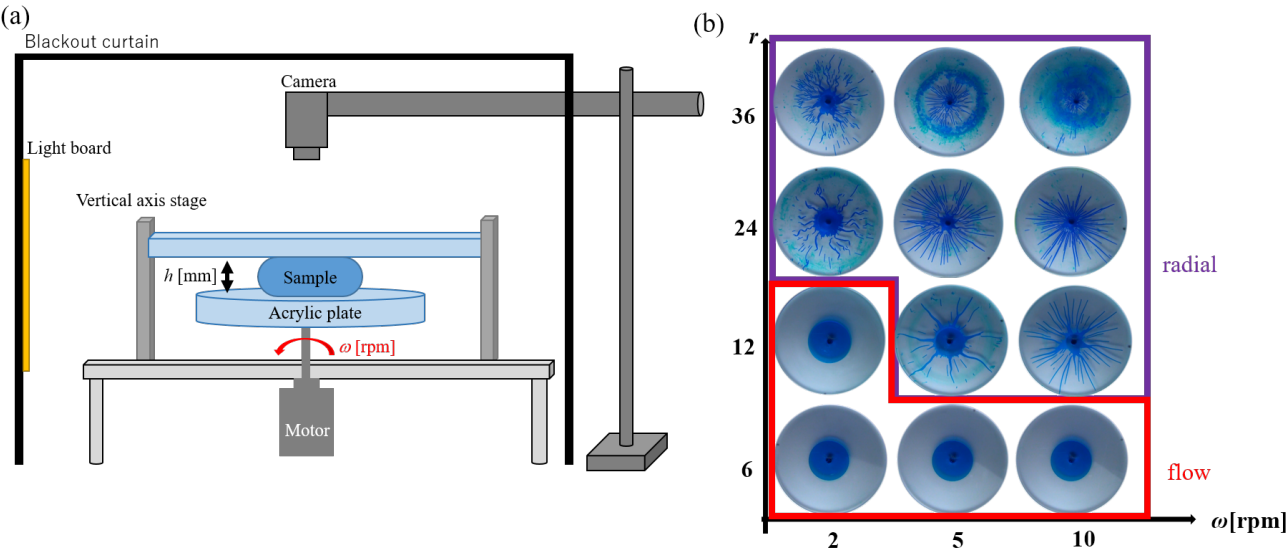 (a)
Blackout curtain
Camera
Light board
Vertical axis stage
h [mm]
Sample
Acrylic plate
ω [rpm]
Motor
(b)
r
36
24
radial
12
6
flow
ω[rpm]
2
5
10